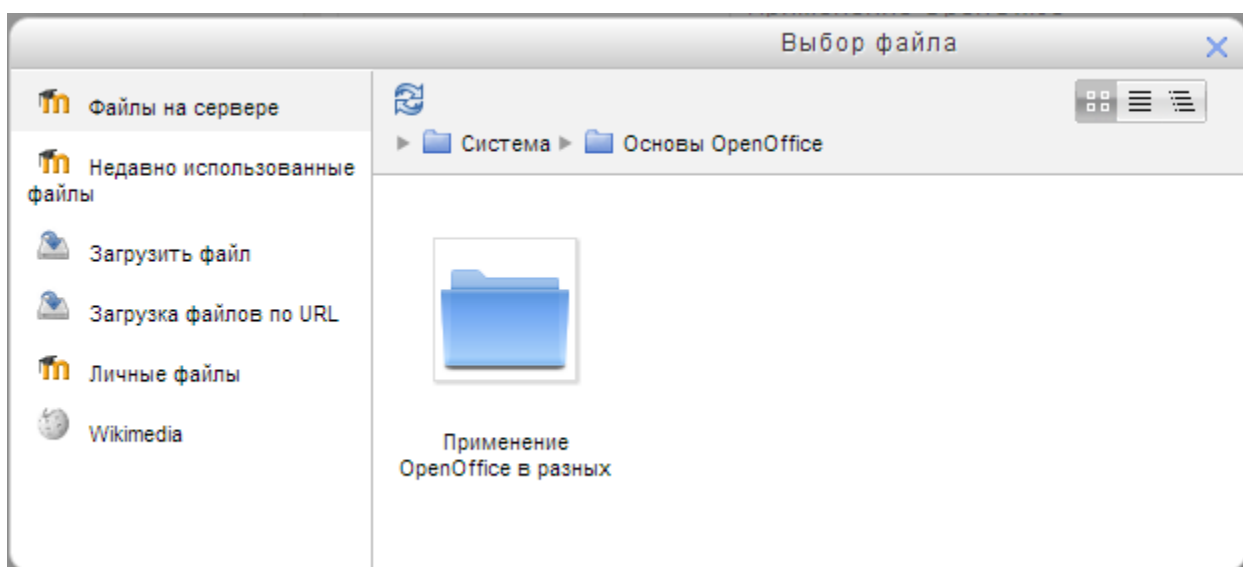 Выбор файла
Файлы на сервере
Недавно использованные
файлы
Загрузить файл
Загрузка файлов по URL
Личные файлы
Wikimedia
Система
Основы OpenOffice
Применение
OpenOffice в разных